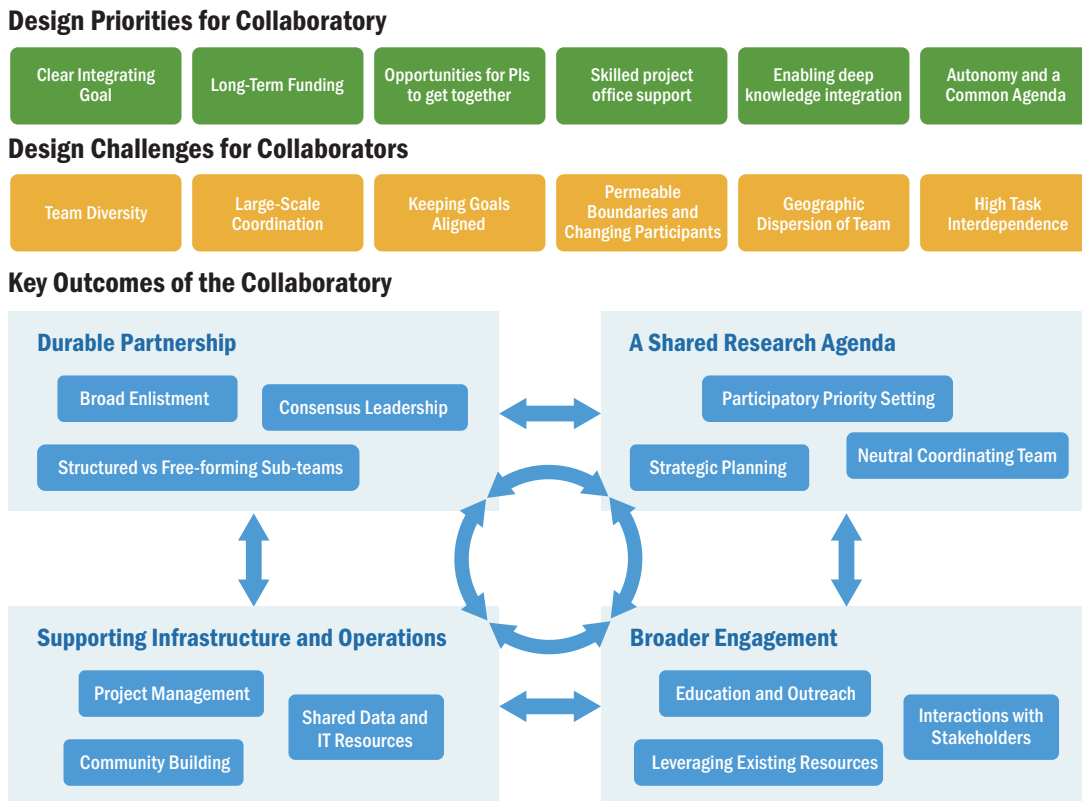 Design Priorities for Collaboratory
Clear Integrating
Goal
Long-Term Funding
Opportunities for PIs
to get together
Skilled project
office support
Enabling deep
knowledge integration
Autonomy and a
Common Agenda
Design Challenges for Collaborators
Team Diversity
Large-Scale
Coordination
Keeping Goals
Aligned
Permeable
Boundaries and
Changing Participants
Geographic
Dispersion of Team
High Task
Interdependence
Key Outcomes of the Collaboratory
Durable Partnership
Broad Enlistment
Consensus Leadership
Structured vs Free-forming Sub-teams
A Shared Research Agenda
Participatory Priority Setting
Strategic Planning
Neutral Coordinating Team
Supporting Infrastructure and Operations
Project Management
Shared Data and
IT Resources
Community Building
Broader Engagement
Education and Outreach
Interactions with
Stakeholders
Leveraging Existing Resources